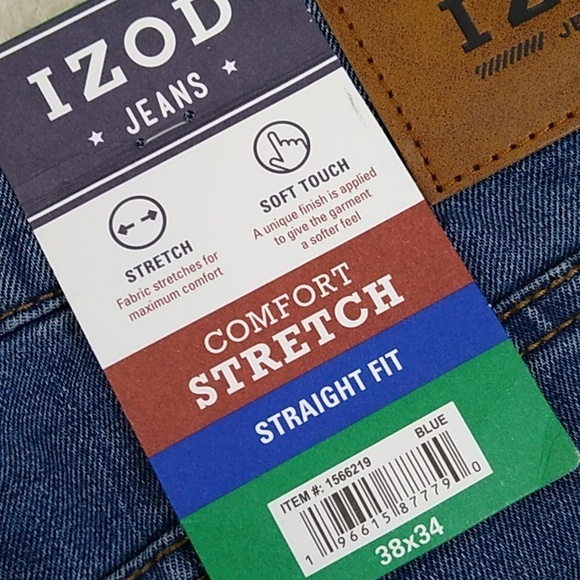 IZOD
★ JEANS ★
STRETCH
Fabric stretches for
maximum comfort
SOFT TOUCH
A unique finish is applied
to give the garment
a softer feel
COMFORT
STRETCH
STRAIGHT FIT
ITEM #: 1566219
BLUE
1 96615 87779 0
38x34